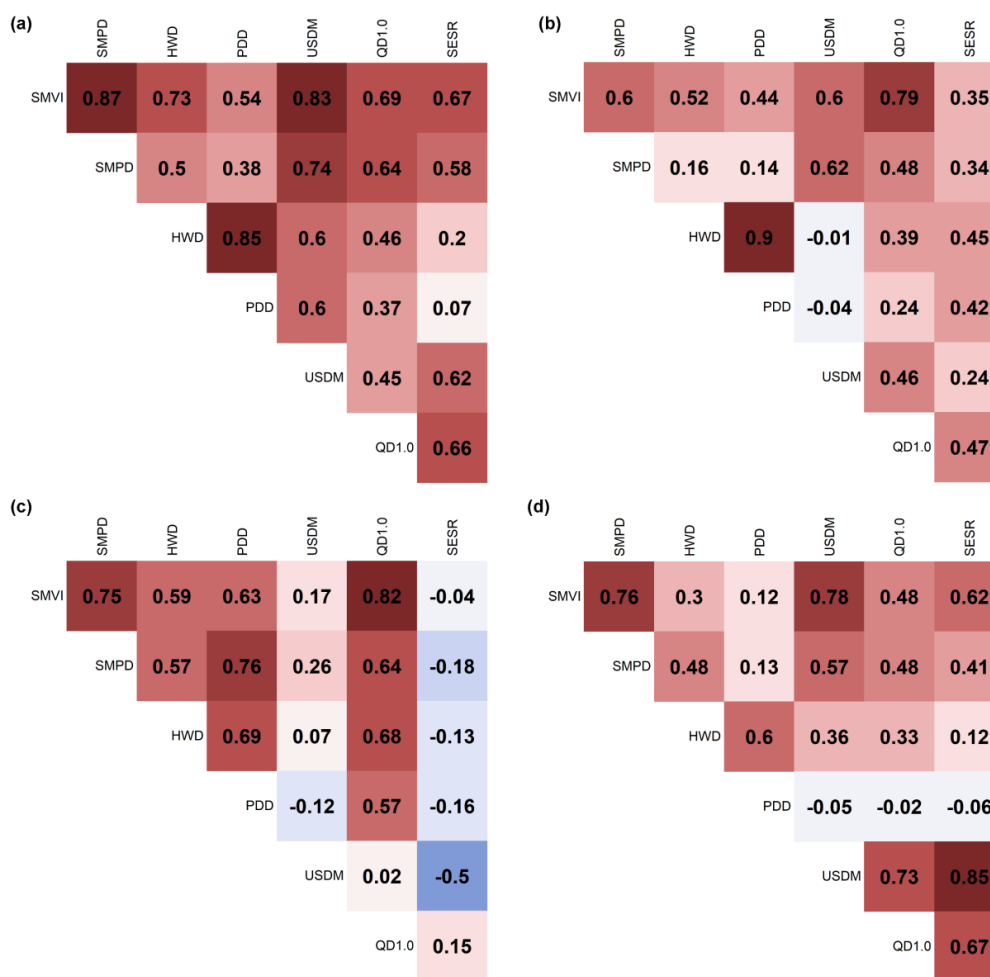 (a)
SMPD HWD PDD USDM QD1.0 SESR
SMVI 0.87 0.73 0.54 0.83 0.69 0.67
SMPD 0.5 0.38 0.74 0.64 0.58
HWD 0.85 0.6 0.46 0.2
PDD 0.6 0.37 0.07
USDM 0.45 0.62
QD1.0 0.66
(b)
SMPD HWD PDD USDM QD1.0 SESR
SMVI 0.6 0.52 0.44 0.6 0.79 0.35
SMPD 0.16 0.14 0.62 0.48 0.34
HWD 0.9 -0.01 0.39 0.45
PDD -0.04 0.24 0.42
USDM 0.46 0.24
QD1.0 0.47
(c)
SMPD HWD PDD USDM QD1.0 SESR
SMVI 0.75 0.59 0.63 0.17 0.82 -0.04
SMPD 0.57 0.76 0.26 0.64 -0.18
HWD 0.69 0.07 0.68 -0.13
PDD -0.12 0.57 -0.16
USDM 0.02 -0.5
QD1.0 0.15
(d)
SMPD HWD PDD USDM QD1.0 SESR
SMVI 0.76 0.3 0.12 0.78 0.48 0.62
SMPD 0.48 0.13 0.57 0.48 0.41
HWD 0.6 0.36 0.33 0.12
PDD -0.05 -0.02 -0.06
USDM 0.73 0.85
QD1.0 0.67